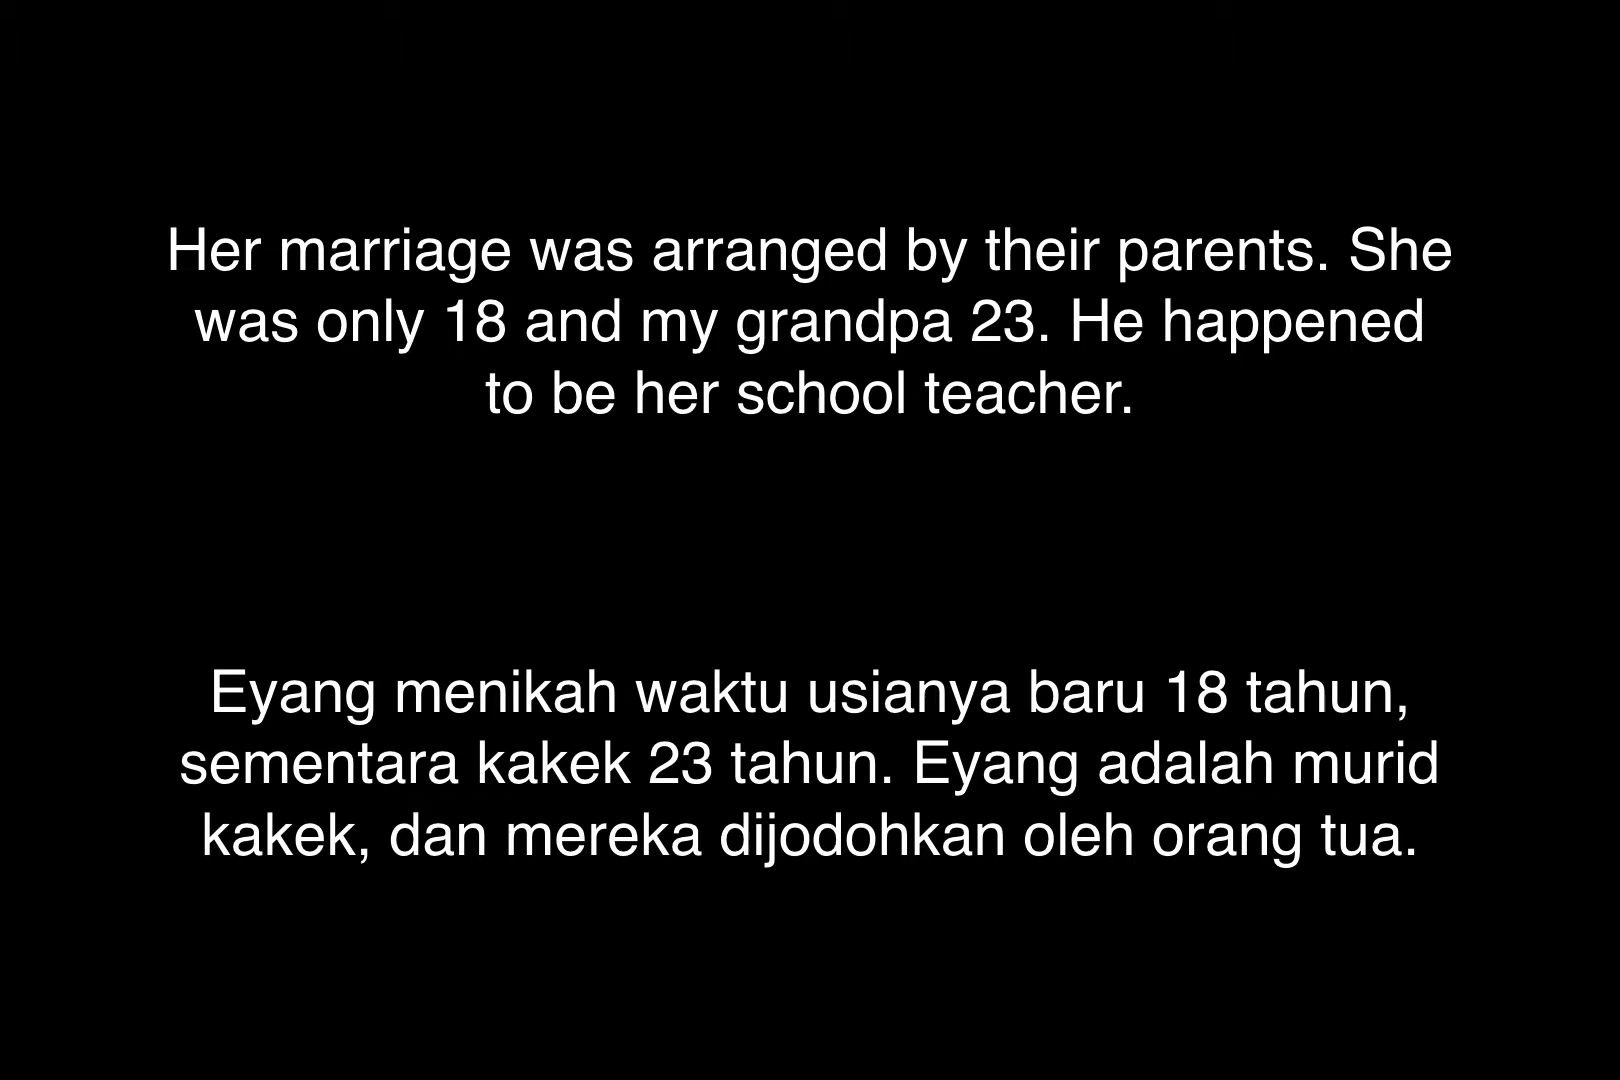 Her marriage was arranged by their parents. She
was only 18 and my grandpa 23. He happened
to be her school teacher.
Eyang menikah waktu usianya baru 18 tahun,
sementara kakek 23 tahun. Eyang adalah murid
kakek, dan mereka dijodohkan oleh orang tua.